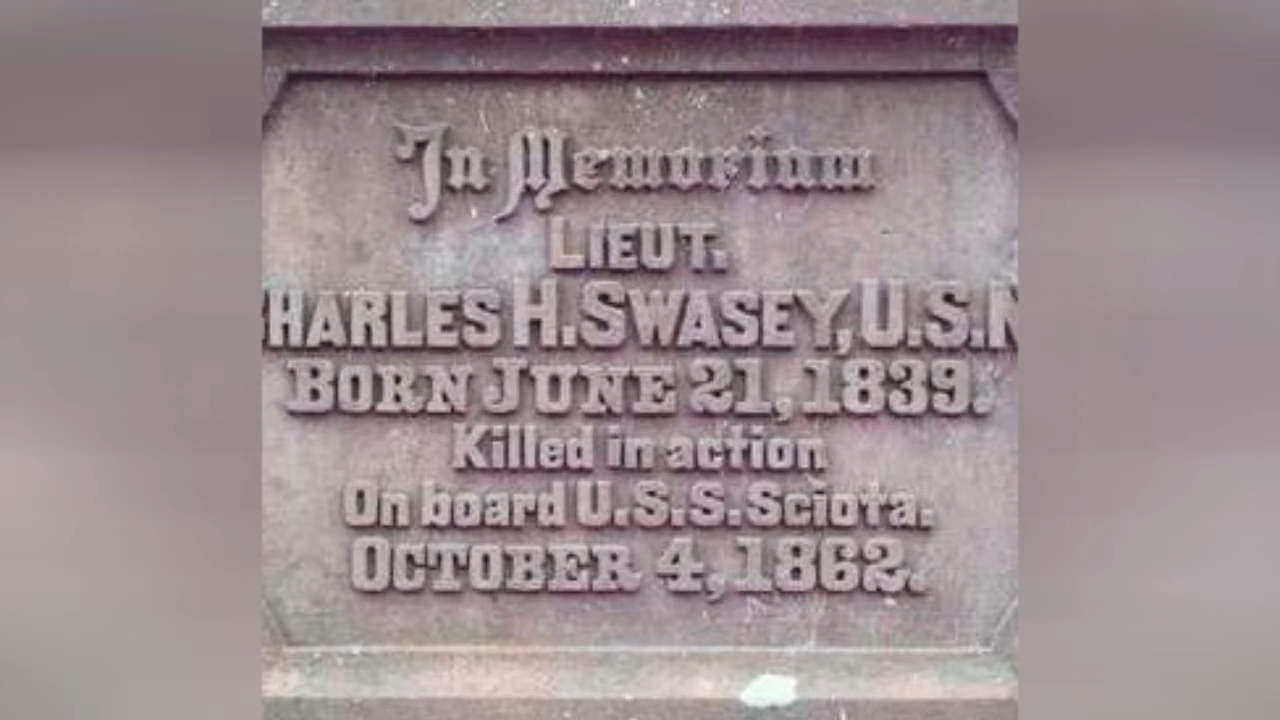 In Memoriam
LIEUT.
CHARLES H. SWASEY, U.S.N
BORN JUNE 21, 1839.
Killed in action
On board U.S.S. Sciota.
OCTOBER 4, 1862.